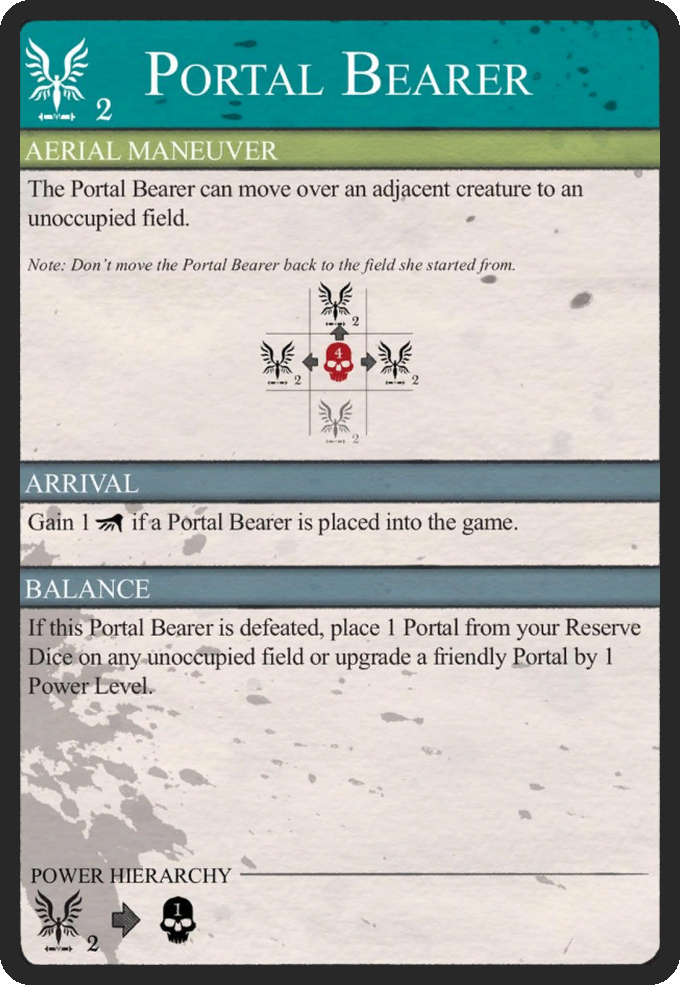 PORTAL BEARER
2
AERIAL MANEUVER
The Portal Bearer can move over an adjacent creature to an
unoccupied field.
Note: Don't move the Portal Bearer back to the field she started from.
2
2 4 2
2
ARRIVAL
Gain 1 if a Portal Bearer is placed into the game.
BALANCE
If this Portal Bearer is defeated, place 1 Portal from your Reserve
Dice on any unoccupied field or upgrade a friendly Portal by 1
Power Level.
POWER HIERARCHY
2 1